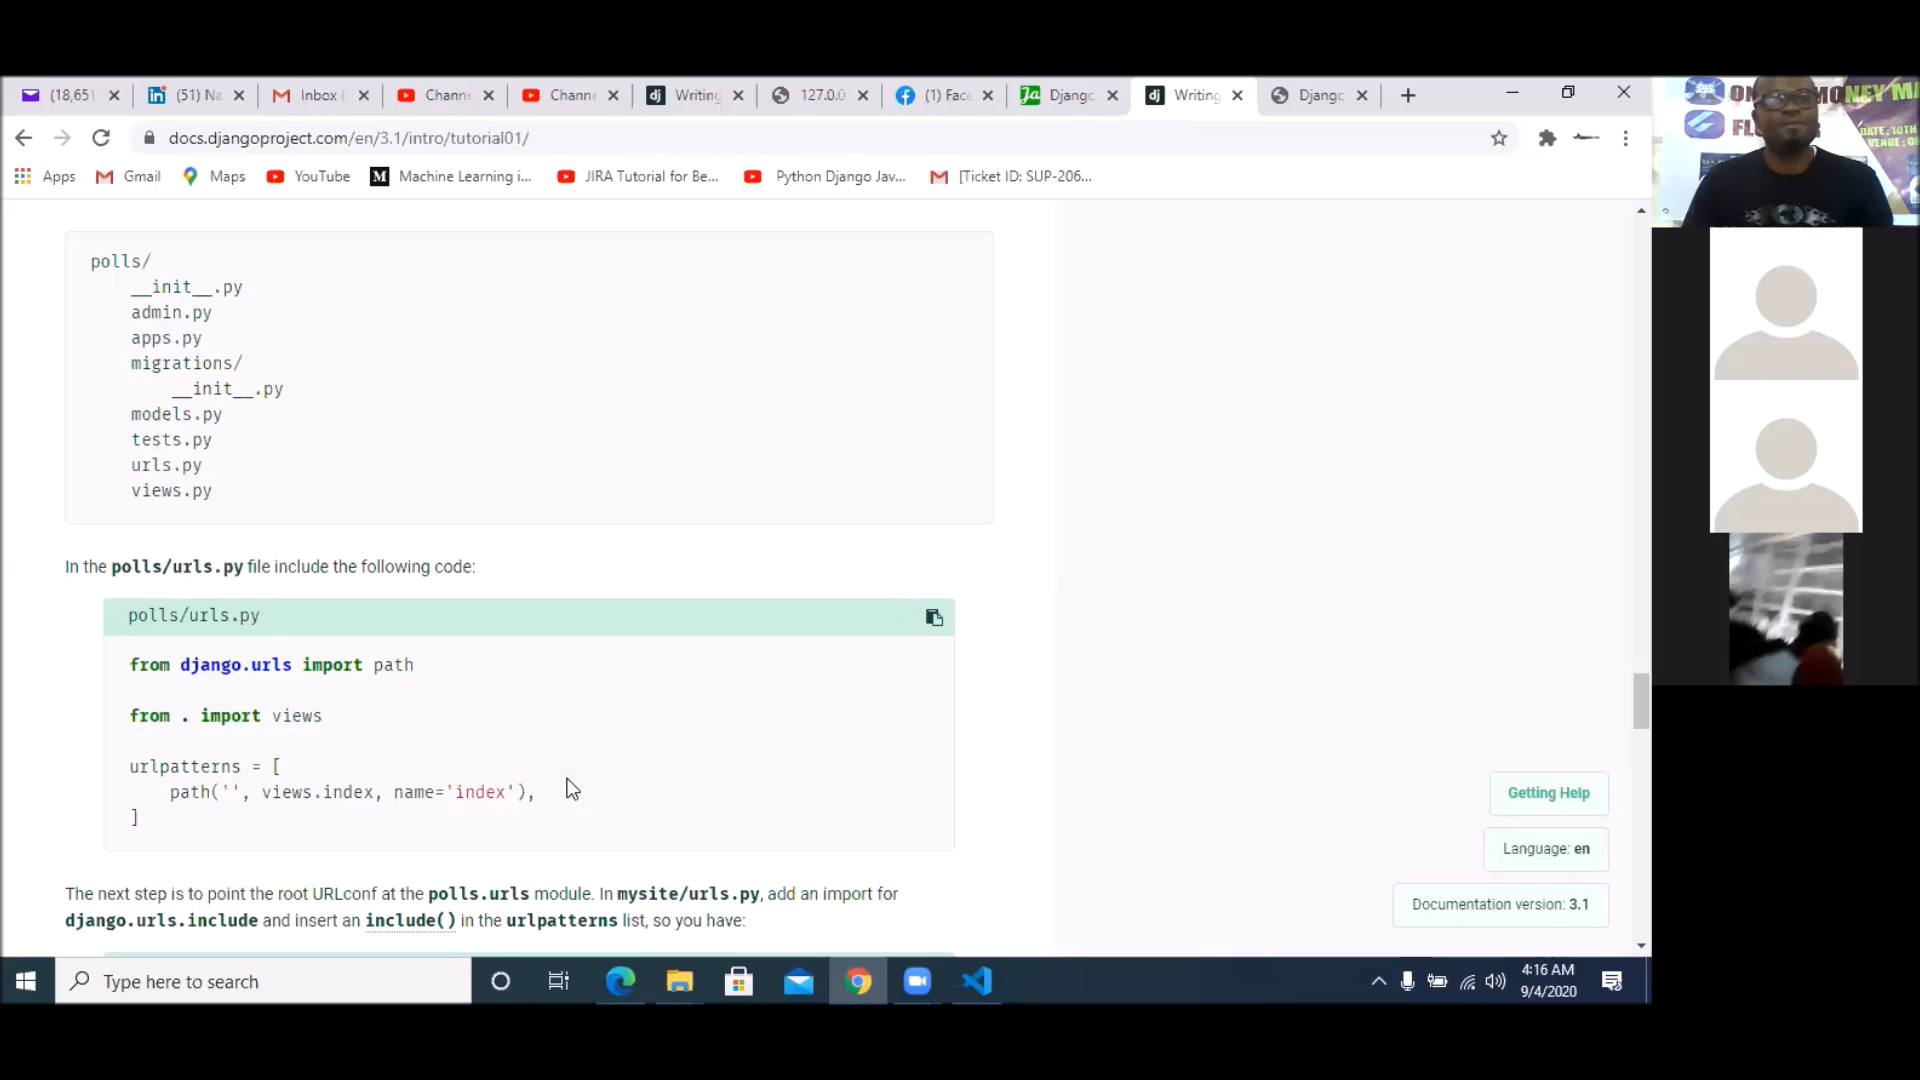 (18,651
(51) Na
Inbox (
Channe
Channe
Writing
127.0.0
(1) Face
Django
Writing
Django
docs.djangoproject.com/en/3.1/intro/tutorial01/
Apps
Gmail
Maps
YouTube
Machine Learning i...
JIRA Tutorial for Be...
Python Django Jav...
[Ticket ID: SUP-206...
polls/
__init__.py
admin.py
apps.py
migrations/
__init__.py
models.py
tests.py
urls.py
views.py
In the polls/urls.py file include the following code:
polls/urls.py
from django.urls import path
from . import views
urlpatterns = [
path('', views.index, name='index'),
]
The next step is to point the root URLconf at the polls.urls module. In mysite/urls.py, add an import for
django.urls.include and insert an include() in the urlpatterns list, so you have:
Getting Help
Language: en
Documentation version: 3.1
Type here to search
4:16 AM
9/4/2020